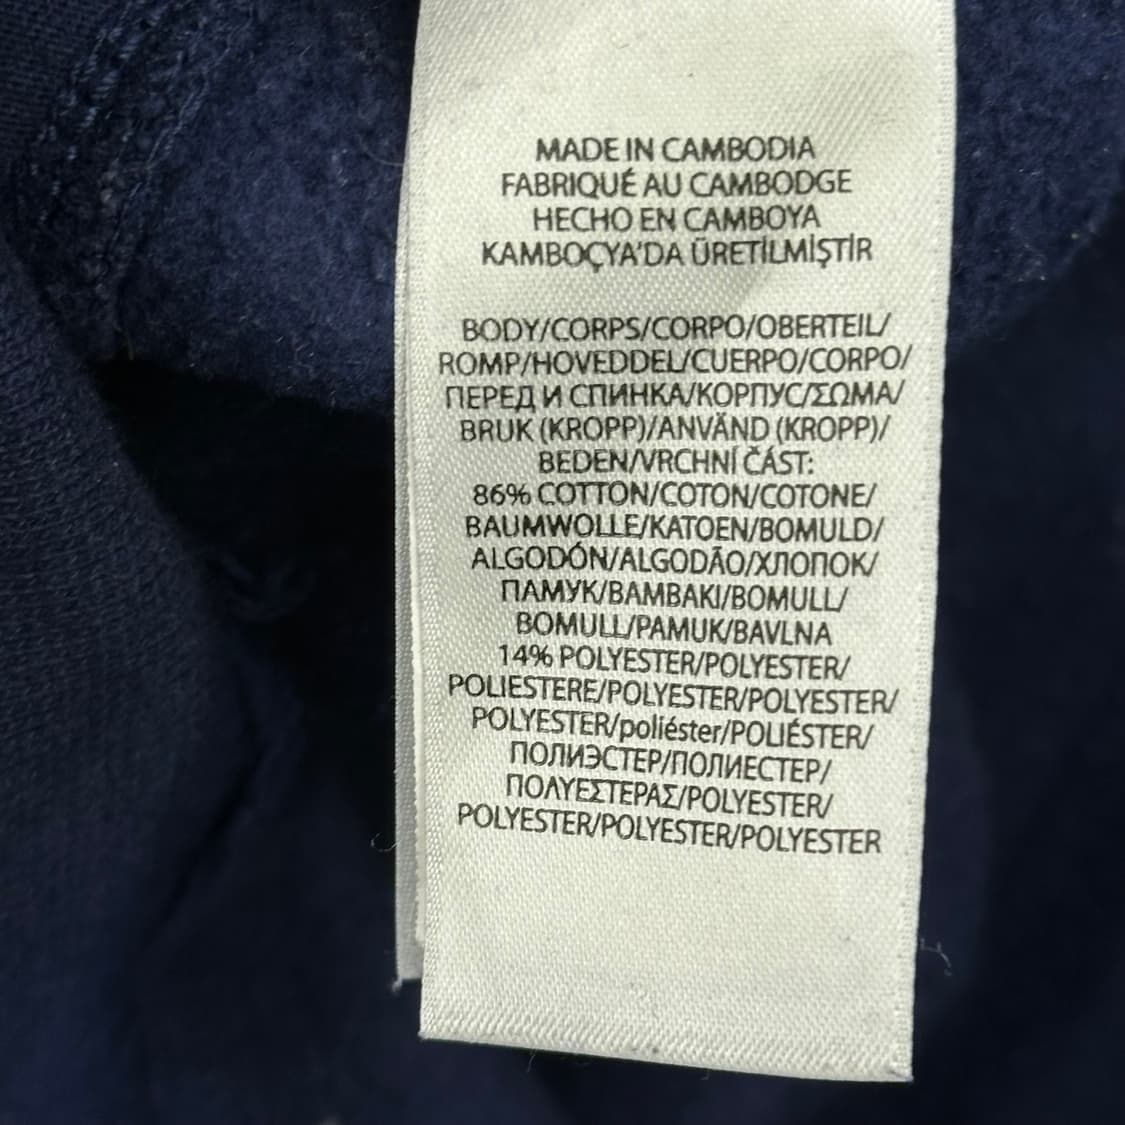 MADE IN CAMBODIA
FABRIQUÉ AU CAMBODGE
HECHO EN CAMBOYA
KAMBOÇYA'DA ÜRETİLMİŞTİR
BODY/CORPS/CORPO/OBERTEIL/
ROMP/HOVEDDEL/CUERPO/CORPO/
ПЕРЕД И СПИНКА/КОРПУС/ΣΩΜΑ/
BRUK (KROPP)/ANVÄND (KROPP)/
BEDEN/VRCHNÍ ČÁST:
86% COTTON/COTON/COTONE/
BAUMWOLLE/KATOEN/BOMULD/
ALGODÓN/ALGODÃO/ХЛОПОК/
ПАМУК/BAMBAKI/BOMULL/
BOMULL/PAMUK/BAVLNA
14% POLYESTER/POLYESTER/
POLIESTERE/POLYESTER/POLYESTER/
POLYESTER/poliéster/POLIÉSTER/
ПОЛИЭСТЕР/ПОЛИЕСТЕР/
ΠΟΛΥΕΣΤΕΡΑΣ/POLYESTER/
POLYESTER/POLYESTER/POLYESTER